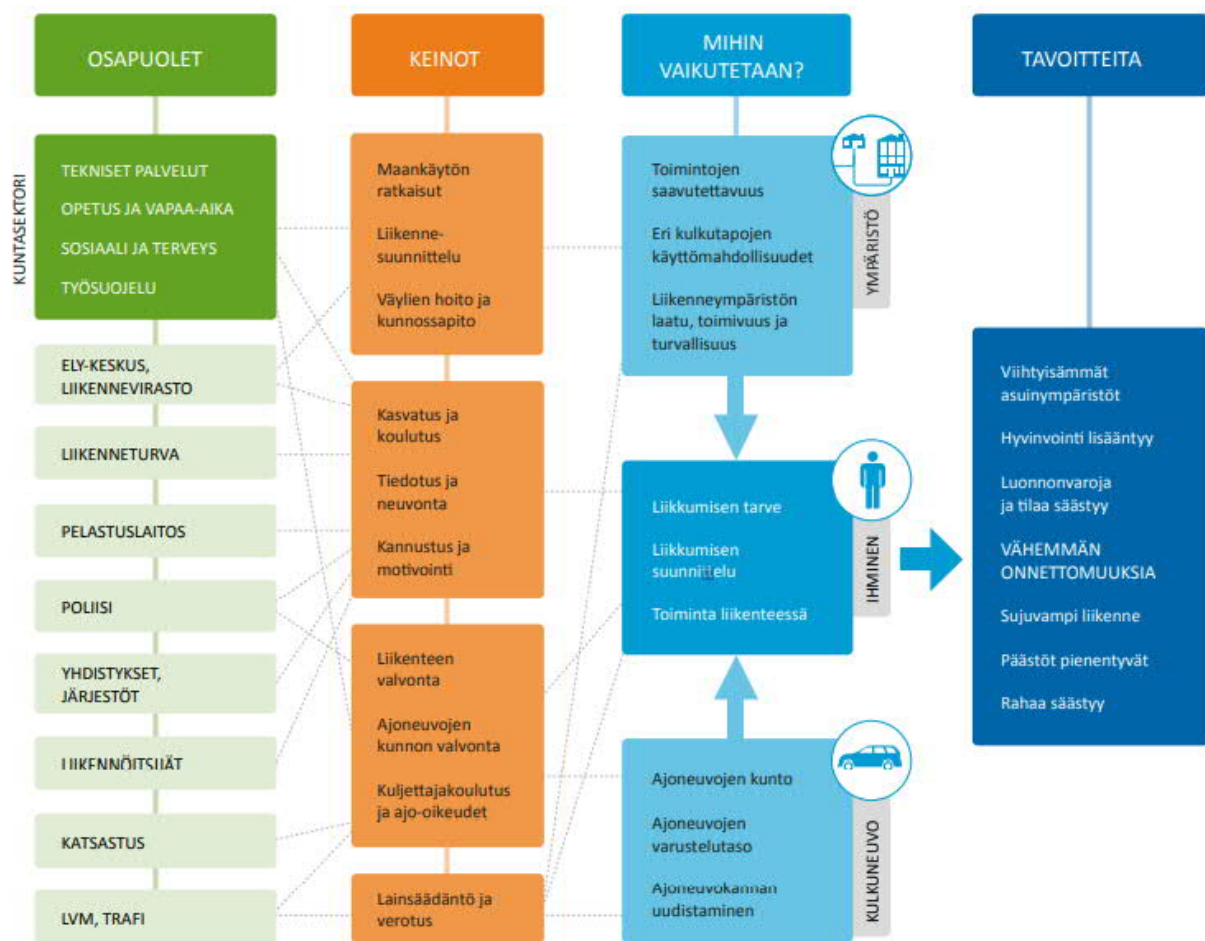 OSAPUOLET
KUNTASEKTORI
TEKNISET PALVELUT
OPETUS JA VAPAA-AIKA
SOSIAALI JA TERVEYS
TYÖSUOJELU
ELY-KESKUS,
LIIKENNEVIRASTO
LIIKENNETURVA
PELASTUSLAITOS
POLIISI
YHDISTYKSET,
JÄRJESTÖT
LIIKENNÖITSIJÄT
KATSASTUS
LVM, TRAFI
KEINOT
Maankäytön
ratkaisut
Liikenne-
suunnittelu
Väylien hoito ja
kunnossapito
Kasvatus ja
koulutus
Tiedotus ja
neuvonta
Kannustus ja
motivointi
Liikenteen
valvonta
Ajoneuvojen
kunnon valvonta
Kuljettajakoulutus
ja ajo-oikeudet
Lainsäädäntö ja
verotus
MIHIN
VAIKUTETAAN?
Toimintojen
saavutettavuus
Eri kulkutapojen
käyttömahdollisuudet
Liikenneympäristön
laatu, toimivuus ja
turvallisuus
YMPÄRISTÖ
Liikkumisen tarve
Liikkumisen
suunnittelu
Toiminta liikenteessä
IHMINEN
Ajoneuvojen kunto
Ajoneuvojen
varustelutaso
Ajoneuvokannan
uudistaminen
KULKUNEUVO
TAVOITTEITA
Viihtyisämmät
asuinympäristöt
Hyvinvointi lisääntyy
Luonnonvaroja
ja tilaa säästyy
VÄHEMMÄN
ONNETTOMUUKSIA
Sujuvampi liikenne
Päästöt pienentyvät
Rahaa säästyy